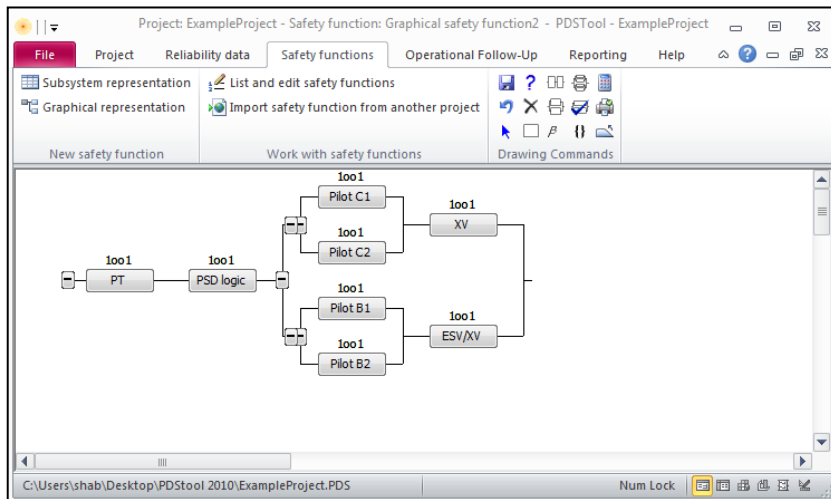 Project: ExampleProject - Safety function: Graphical safety function2 - PDSTool - ExampleProject
File Project Reliability data Safety functions Operational Follow-Up Reporting Help
Subsystem representation List and edit safety functions
Graphical representation Import safety function from another project
β
New safety function Work with safety functions Drawing Commands
1oo1
Pilot C1
1oo1
XV
1oo1
Pilot C2
1oo1 1oo1
PT PSD logic
1oo1
Pilot B1
1oo1
ESV/XV
1oo1
Pilot B2
C:\Users\shab\Desktop\PDStool 2010\ExampleProject.PDS Num Lock